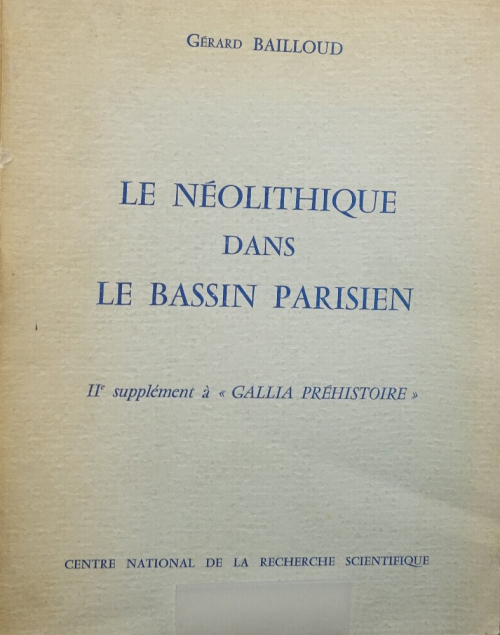 GÉRARD BAILLOUD
LE NÉOLITHIQUE
DANS
LE BASSIN PARISIEN
IIe supplément à « GALLIA PRÉHISTOIRE »
CENTRE NATIONAL DE LA RECHERCHE SCIENTIFIQUE